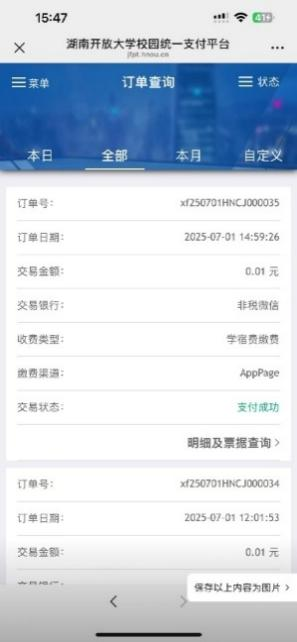 15:47
41
湖南开放大学校园统一支付平台
jfpt.hnou.cn
菜单
订单查询
状态
本日 全部 本月 自定义
订单号: xf250701HNCJ000035
订单日期: 2025-07-01 14:59:26
交易金额: 0.01 元
交易银行: 非税微信
收费类型: 学宿费缴费
缴费渠道: AppPage
交易状态: 支付成功
明细及票据查询
订单号: xf250701HNCJ000034
订单日期: 2025-07-01 12:01:53
交易金额: 0.01 元
保存以上内容为图片